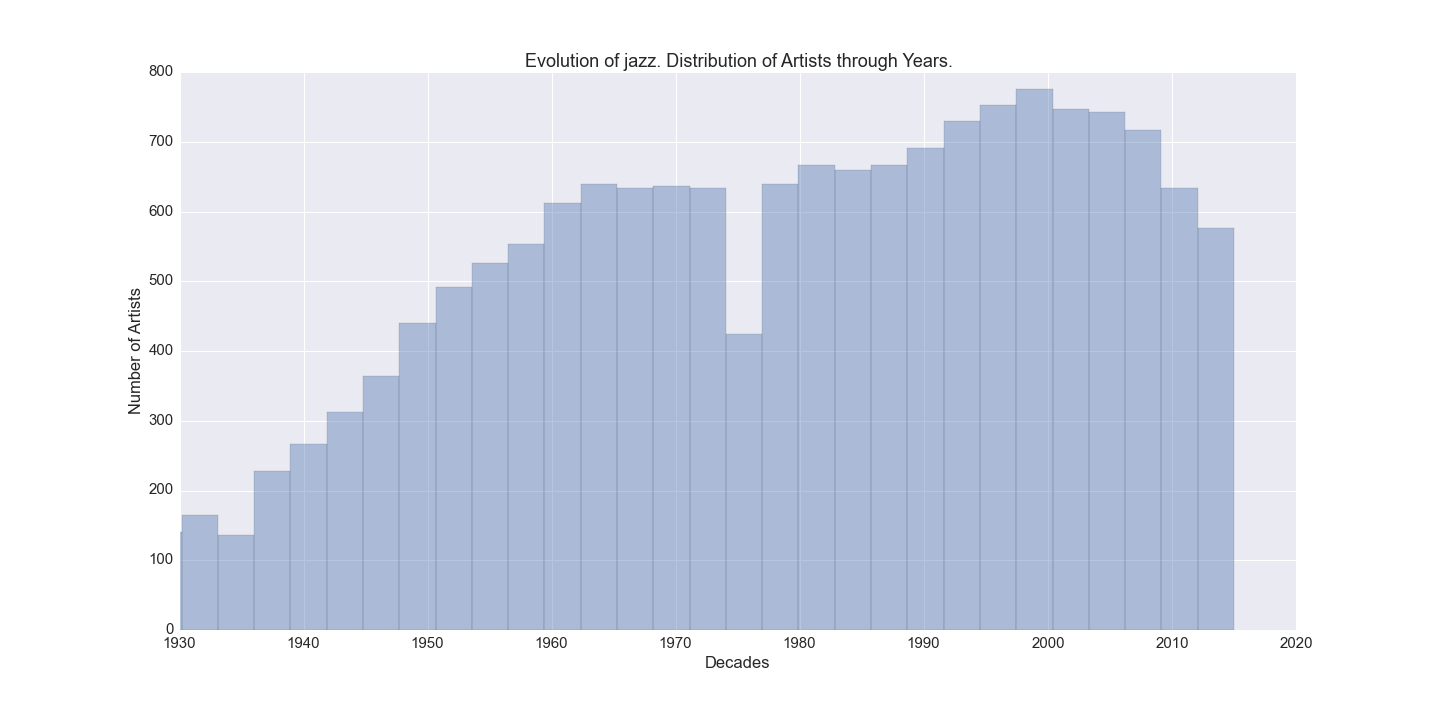 Evolution of jazz. Distribution of Artists through Years.
800
700
600
500
400
300
200
100
0
Number of Artists
1930 1940 1950 1960 1970 1980 1990 2000 2010 2020
Decades